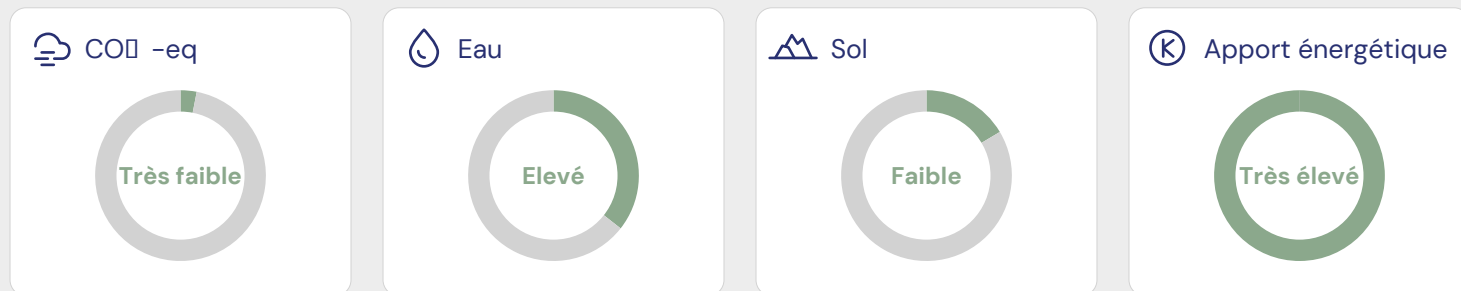 CO▯ -eq
Eau
Sol
Apport énergétique
Très faible
Elevé
Faible
Très élevé